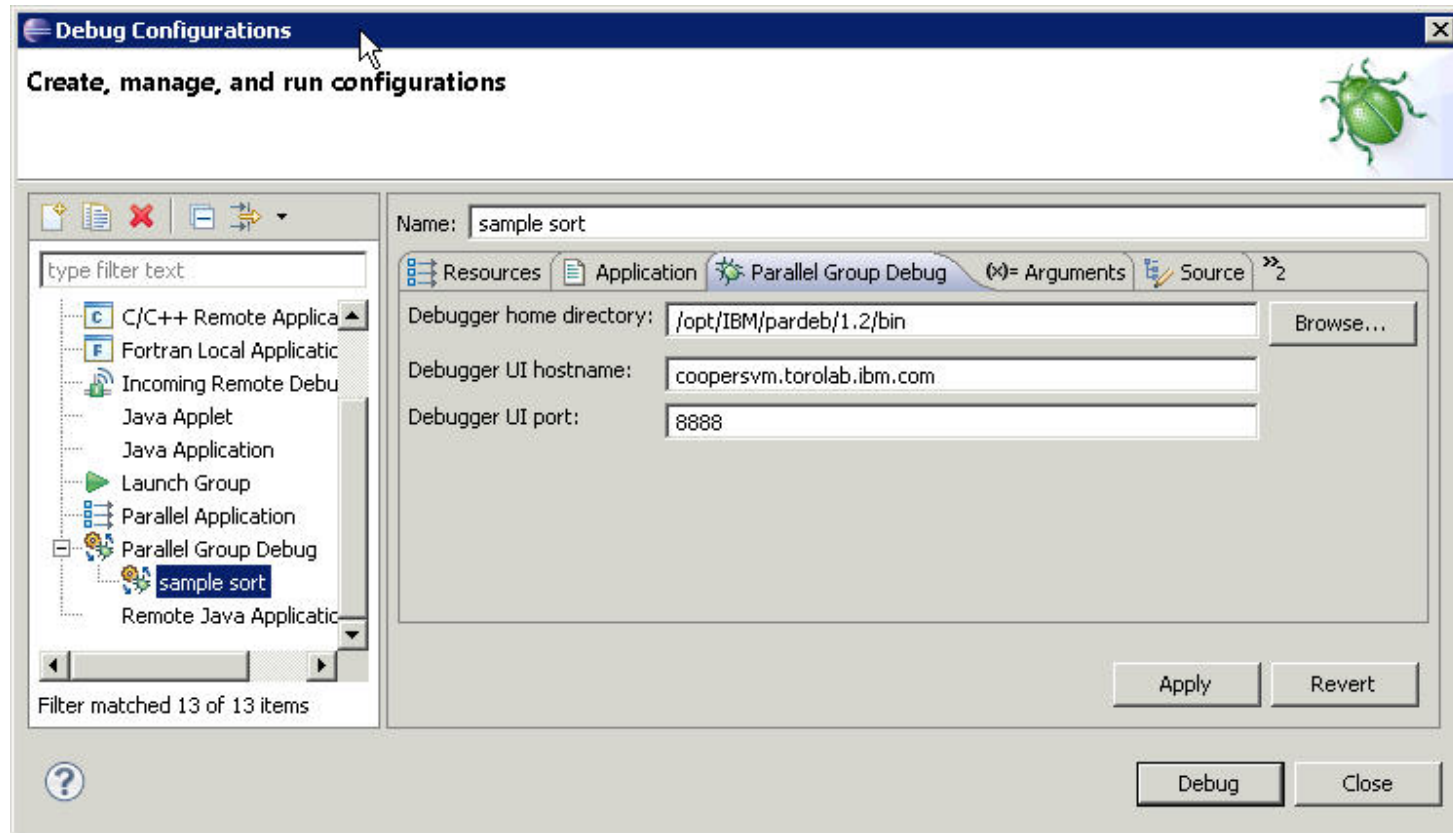 Debug Configurations
Create, manage, and run configurations
type filter text
C/C++ Remote Applica
Fortran Local Applicatic
Incoming Remote Debu
Java Applet
Java Application
Launch Group
Parallel Application
Parallel Group Debug
sample sort
Remote Java Applicatic
Filter matched 13 of 13 items
Name: sample sort
Resources Application Parallel Group Debug (x)= Arguments Source »2
Debugger home directory: /opt/IBM/pardeb/1.2/bin Browse...
Debugger UI hostname: coopersvm.torolab.ibm.com
Debugger UI port: 8888
Apply Revert
? Debug Close